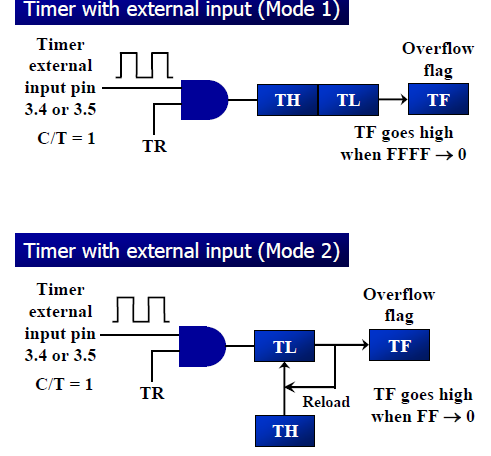 Timer with external input (Mode 1)
Timer
external
input pin
3.4 or 3.5
C/T = 1
TR
TH
TL
Overflow
flag
TF
TF goes high
when FFFF → 0
Timer with external input (Mode 2)
Timer
external
input pin
3.4 or 3.5
C/T = 1
TR
TL
Reload
TH
Overflow
flag
TF
TF goes high
when FF → 0